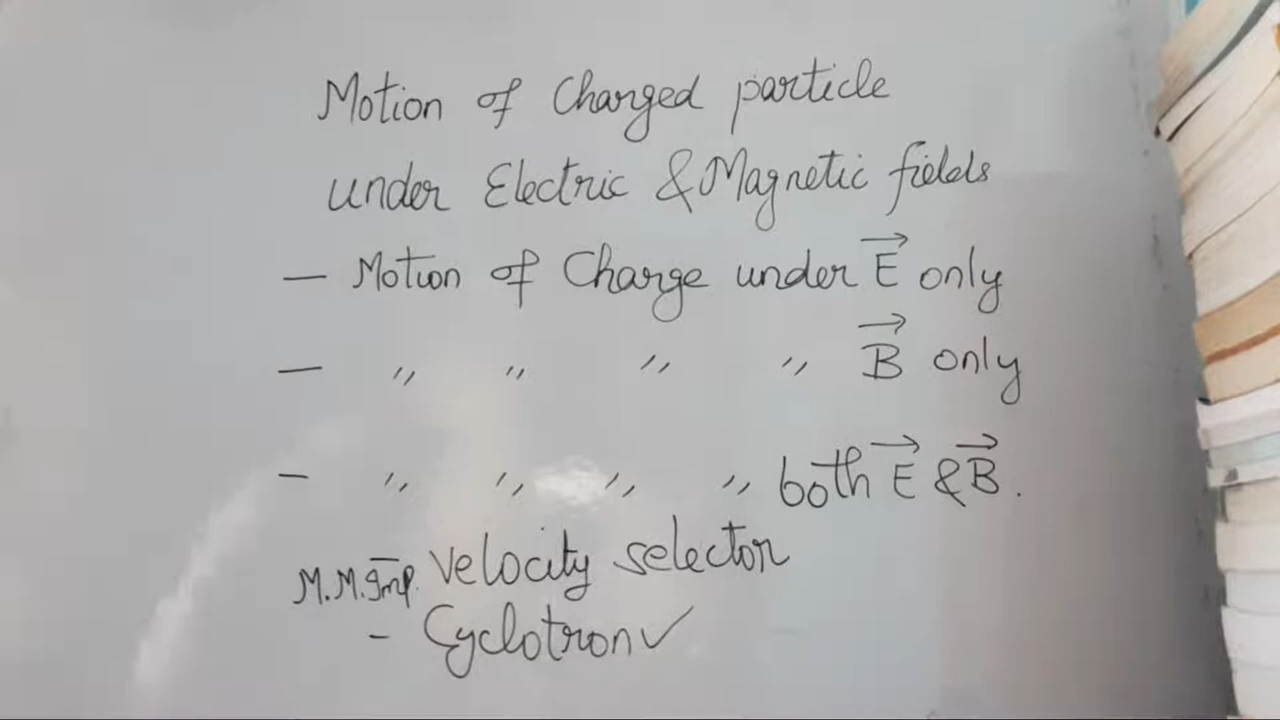 Motion of Charged particle
under Electric & Magnetic fields
— Motion of Charge under E⃗ only
— " " " " B⃗ only
- " " " " both E⃗ & B⃗.
M.M.Imp. Velocity selector
- Cyclotron ✓